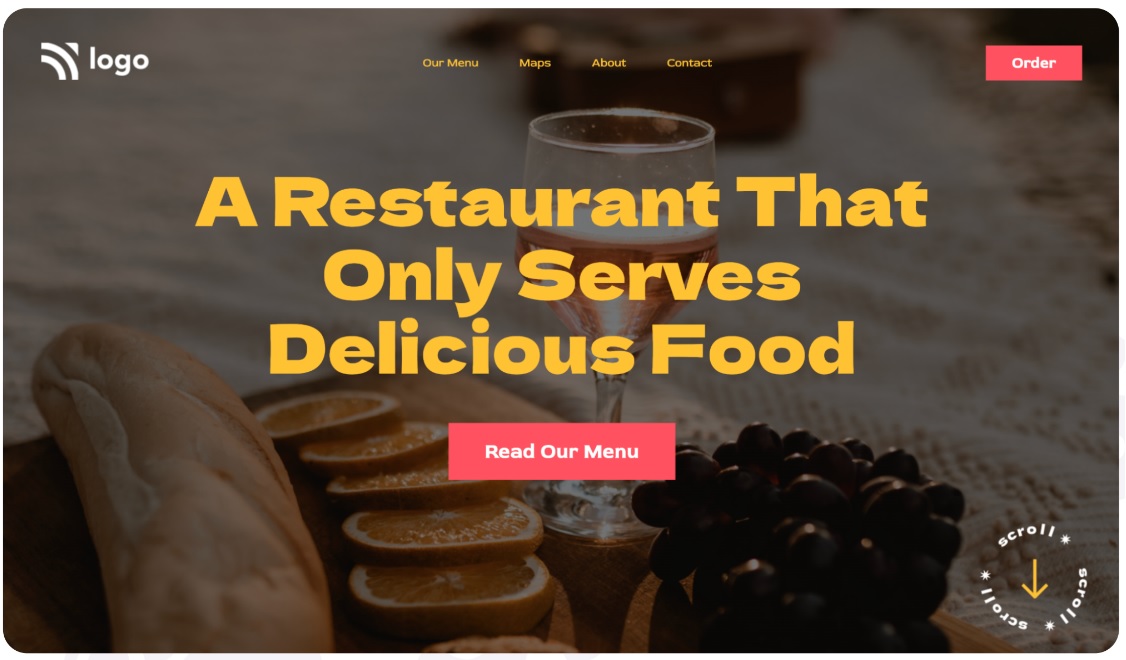 logo
Our Menu
Maps
About
Contact
Order
A Restaurant That
Only Serves
Delicious Food
Read Our Menu
scroll * scroll * scroll *